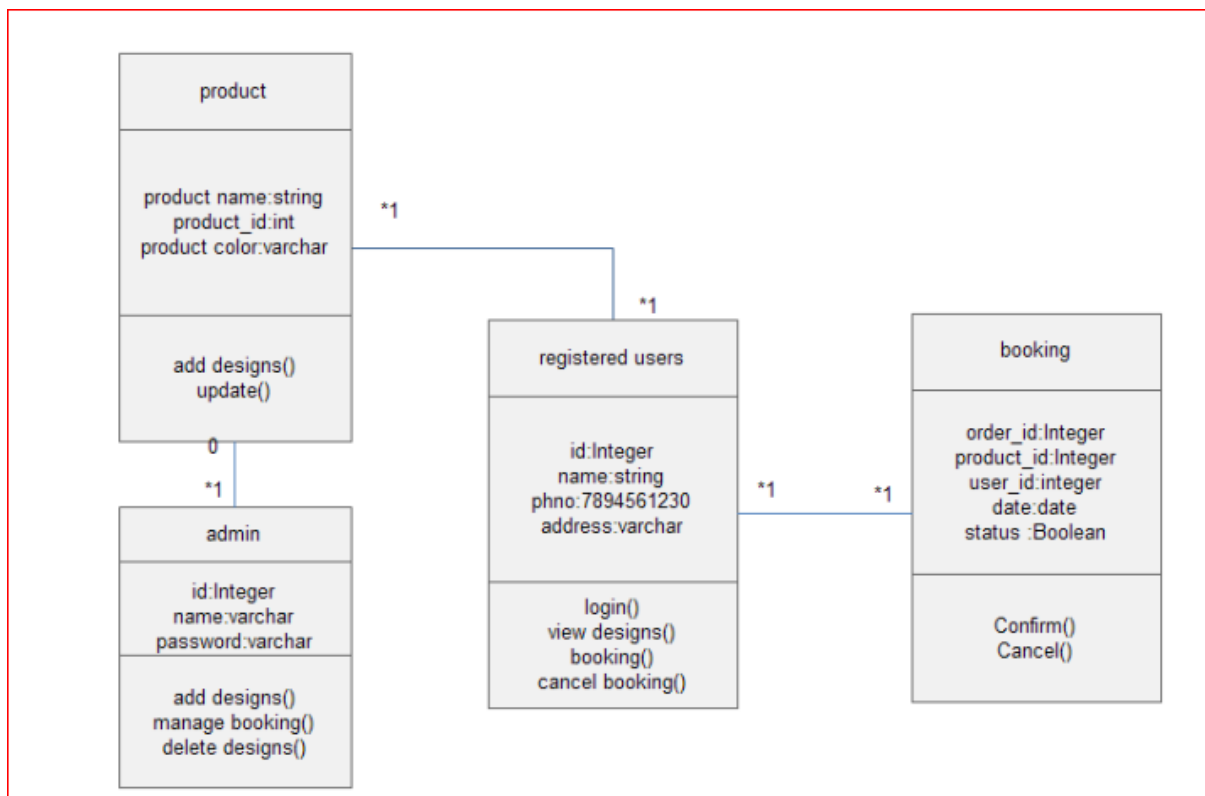 product
product name:string
product_id:int
product color:varchar
add designs()
update()
*1
*1
0
*1
admin
id:Integer
name:varchar
password:varchar
add designs()
manage booking()
delete designs()
registered users
id:Integer
name:string
phno:7894561230
address:varchar
login()
view designs()
booking()
cancel booking()
*1
*1
booking
order_id:Integer
product_id:Integer
user_id:integer
date:date
status :Boolean
Confirm()
Cancel()